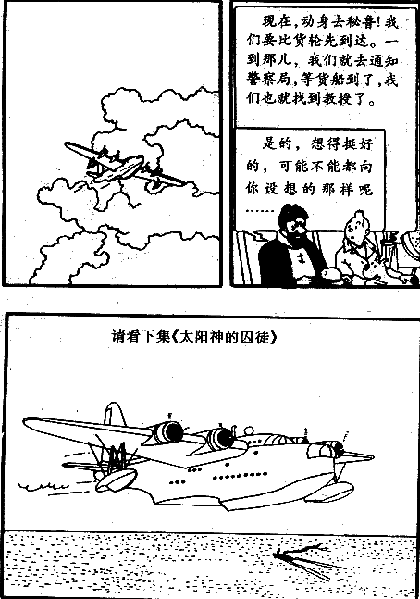 现在，动身去秘鲁！我
们要比货轮先到达。一
到那儿，我们就去通知
警察局，等货船到了，我
们也就找到教授了。
是的，想得挺好
的，可能不能都向
你设想的那样呢
……
请看下集《太阳神的囚徒》